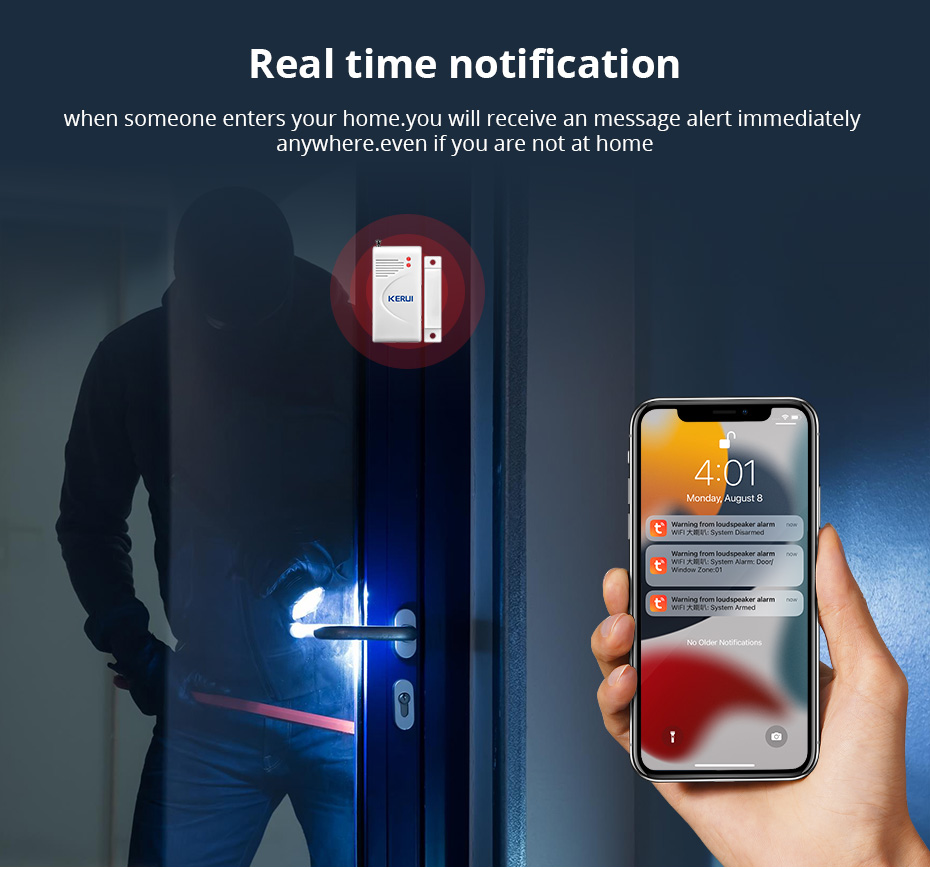 Real time notification
when someone enters your home.you will receive an message alert immediately
anywhere.even if you are not at home
KERUI
4:01
Monday, August 8
Warning from loudspeaker alarm now
WIFI 大喇叭: System Disarmed
Warning from loudspeaker alarm now
WIFI 大喇叭: System Alarm: Door/
Window Zone:01
Warning from loudspeaker alarm now
WIFI 大喇叭: System Armed
No Older Notifications